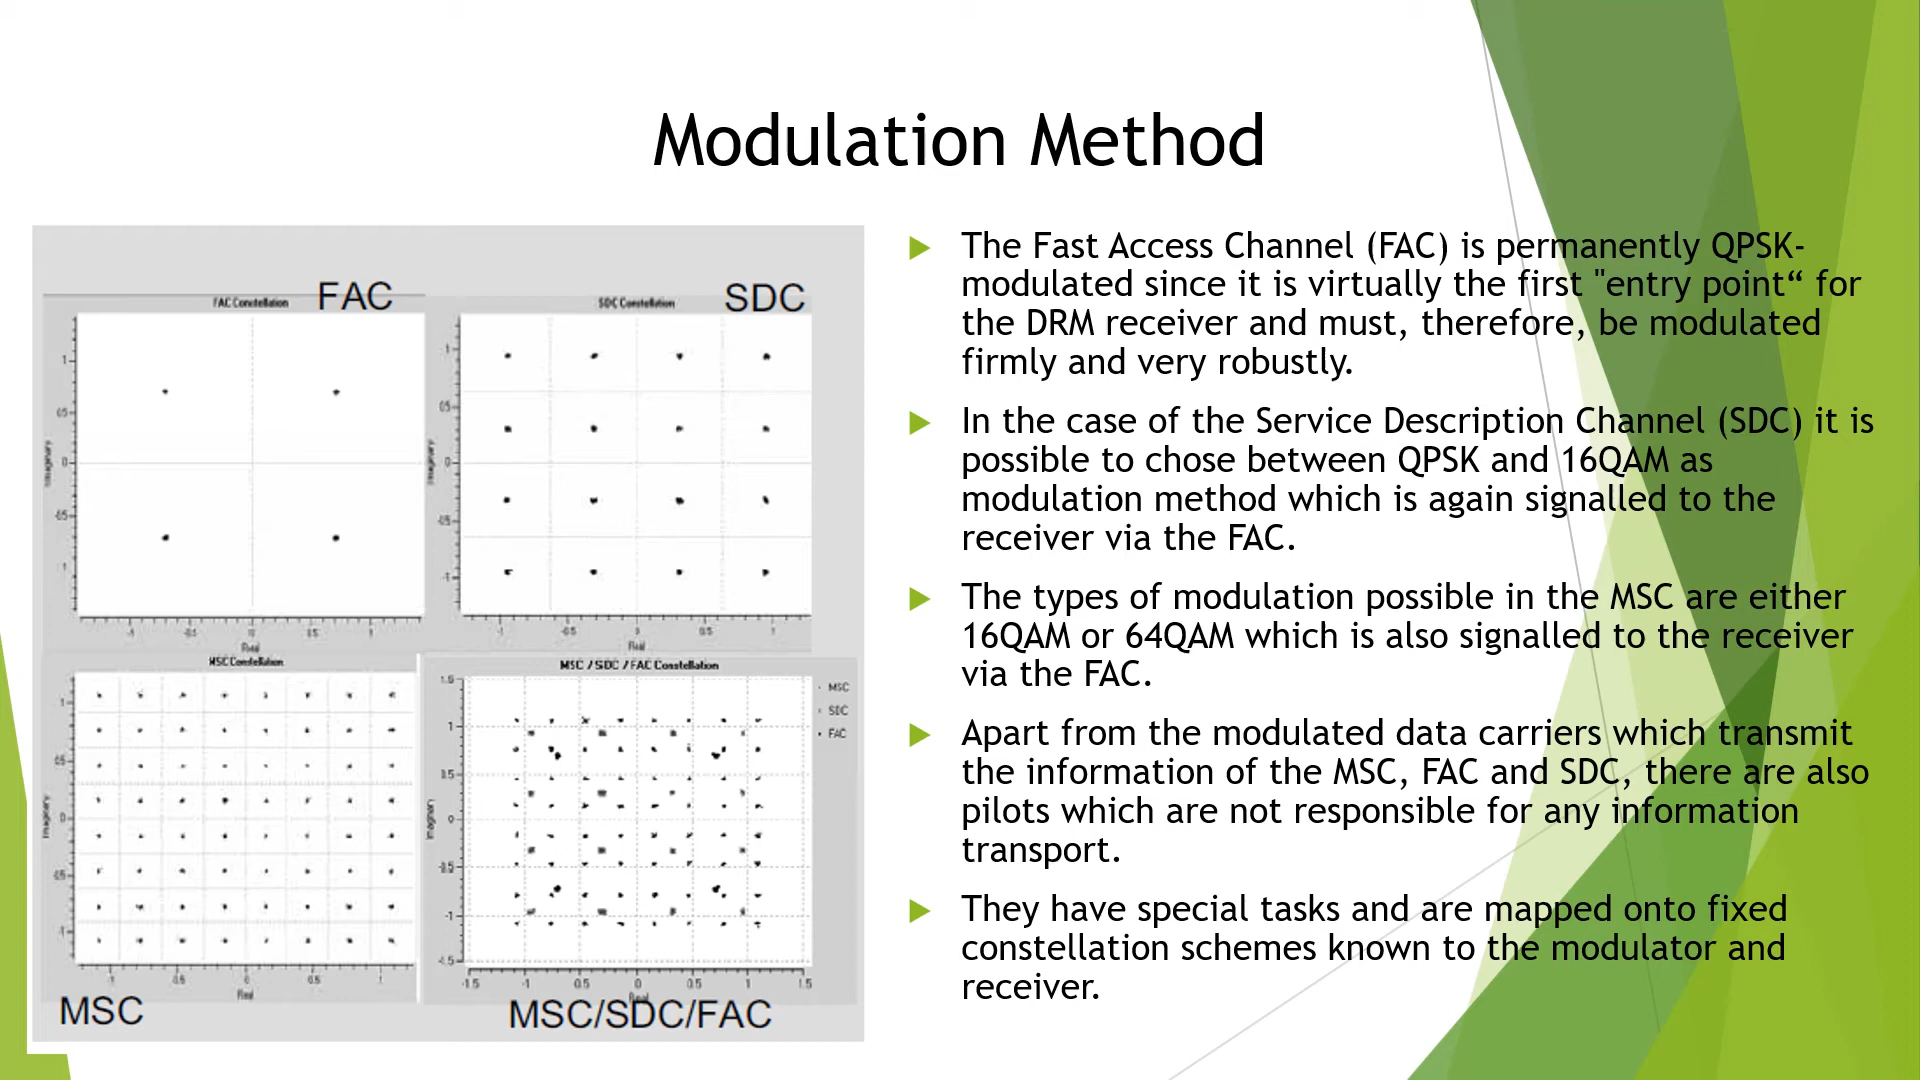 Modulation Method
FAC
FAC Constellation
SDC
SDC Constellation
Imaginary
Real
Imaginary
MSC Constellation
MSC / SDC / FAC Constellation
MSC
SDC
FAC
Imaginary
Real
Real
MSC
MSC/SDC/FAC
The Fast Access Channel (FAC) is permanently QPSK-
modulated since it is virtually the first "entry point“ for
the DRM receiver and must, therefore, be modulated
firmly and very robustly.
In the case of the Service Description Channel (SDC) it is
possible to chose between QPSK and 16QAM as
modulation method which is again signalled to the
receiver via the FAC.
The types of modulation possible in the MSC are either
16QAM or 64QAM which is also signalled to the receiver
via the FAC.
Apart from the modulated data carriers which transmit
the information of the MSC, FAC and SDC, there are also
pilots which are not responsible for any information
transport.
They have special tasks and are mapped onto fixed
constellation schemes known to the modulator and
receiver.